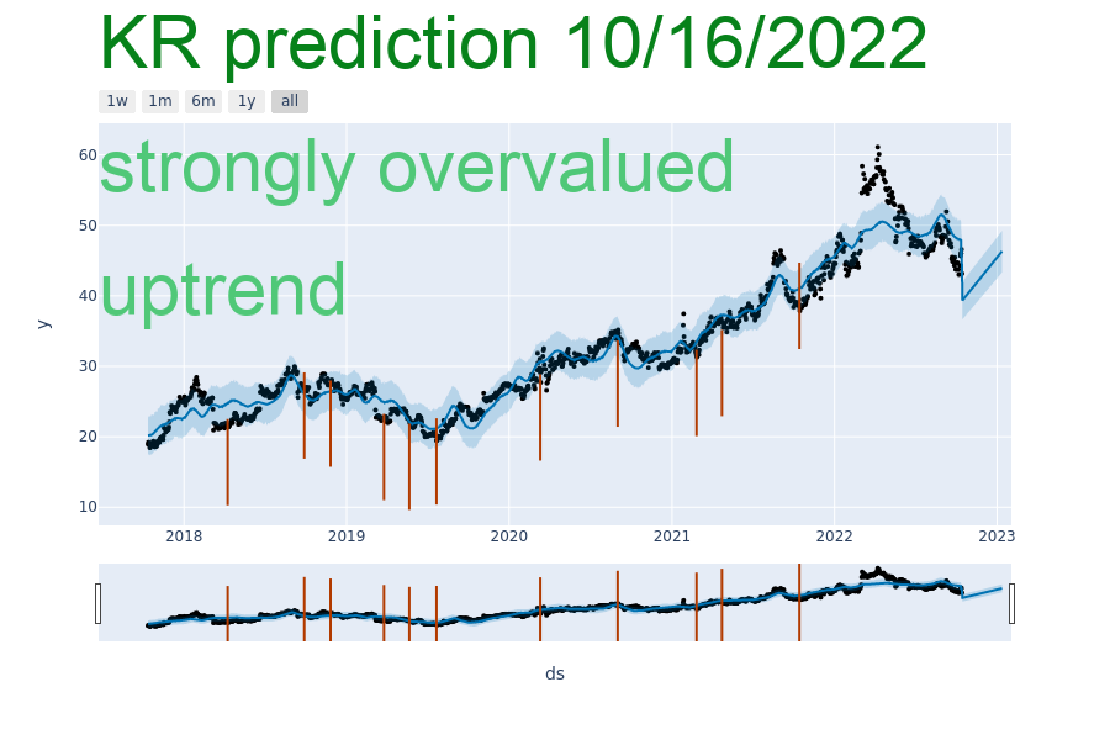 KR prediction 10/16/2022
1w 1m 6m 1y all
strongly overvalued
uptrend
60
50
40
30
20
10
y
2018 2019 2020 2021 2022 2023
ds